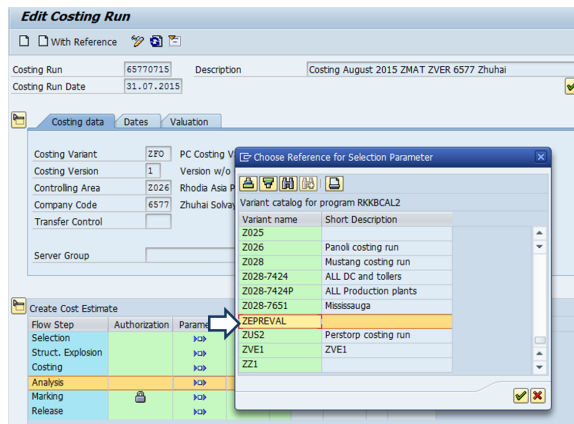 Edit Costing Run
With Reference
Costing Run 65770715 Description Costing August 2015 ZMAT ZVER 6577 Zhuhai
Costing Run Date 31.07.2015
Costing data Dates Valuation
Costing Variant ZFO PC Costing V
Costing Version 1 Version w/o
Controlling Area Z026 Rhodia Asia P
Company Code 6577 Zhuhai Solvay
Transfer Control
Server Group
Create Cost Estimate
Flow Step Authorization Parame
Selection
Struct. Explosion
Costing
Analysis
Marking
Release
Choose Reference for Selection Parameter
Variant catalog for program RKKBCAL2
Variant name Short Description
Z025
Z026 Panoli costing run
Z028 Mustang costing run
Z028-7424 ALL DC and tollers
Z028-7424P ALL Production plants
Z028-7651 Mississauga
ZEPREVAL
ZUS2 Perstorp costing run
ZVE1 ZVE1
ZZ1